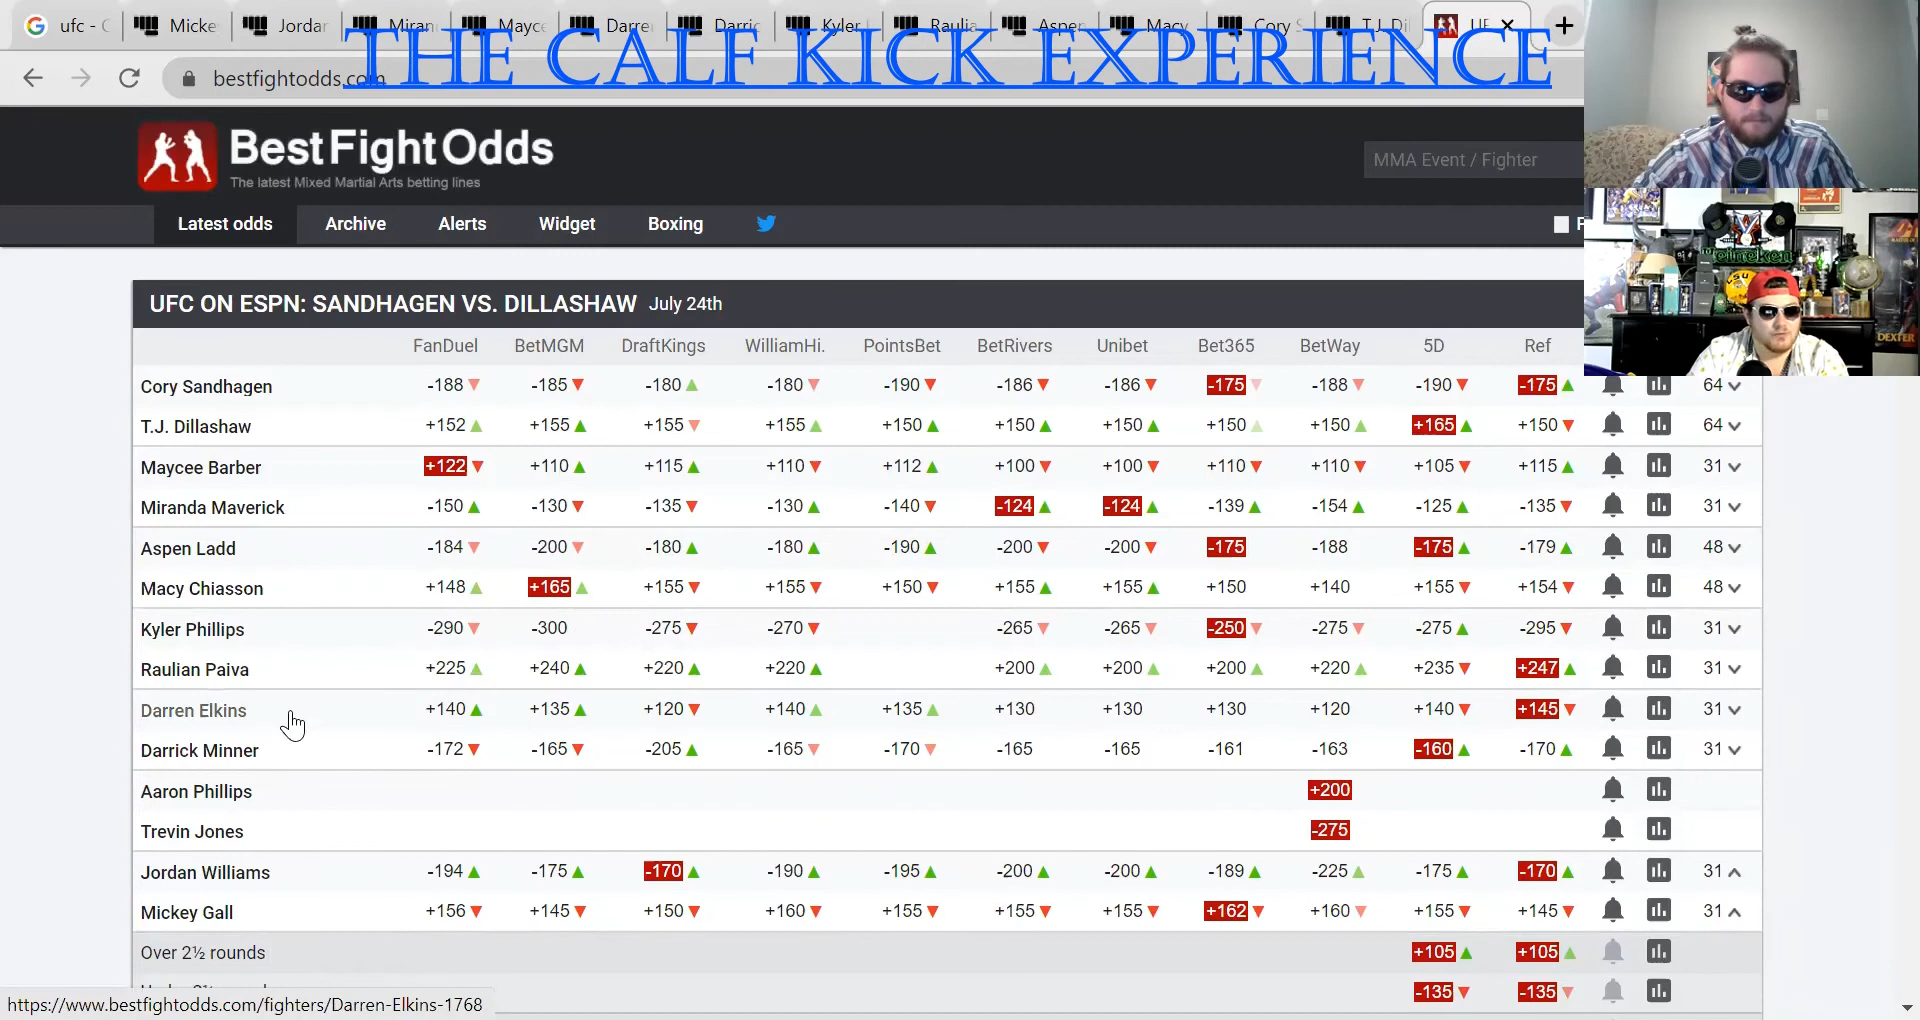 ufc - Micke Jordar Miran Mayce Darre Darric Kyler Raulia Asper Macy Cory S T.J. Dil UF
THE CALF KICK EXPERIENCE
bestfightodds.com
BestFightOdds
The latest Mixed Martial Arts betting lines
MMA Event / Fighter
Latest odds Archive Alerts Widget Boxing
Heineken
LSU
DEXTER
UFC ON ESPN: SANDHAGEN VS. DILLASHAW July 24th
FanDuel BetMGM DraftKings WilliamHi. PointsBet BetRivers Unibet Bet365 BetWay 5D Ref
Cory Sandhagen -188▼ -185▼ -180▲ -180▼ -190▼ -186▼ -186▼ -175▼ -188▼ -190▼ -175▲ 64
T.J. Dillashaw +152▲ +155▲ +155▼ +155▲ +150▲ +150▲ +150▲ +150▲ +150▲ +165▲ +150▼ 64
Maycee Barber +122▼ +110▲ +115▲ +110▼ +112▲ +100▼ +100▼ +110▼ +110▼ +105▼ +115▲ 31
Miranda Maverick -150▲ -130▼ -135▼ -130▲ -140▼ -124▲ -124▲ -139▲ -154▲ -125▲ -135▼ 31
Aspen Ladd -184▼ -200▼ -180▲ -180▲ -190▲ -200▼ -200▼ -175 -188 -175▲ -179▲ 48
Macy Chiasson +148▲ +165▲ +155▼ +155▼ +150▼ +155▲ +155▲ +150 +140 +155▼ +154▼ 48
Kyler Phillips -290▼ -300 -275▼ -270▼ -265▼ -265▼ -250▼ -275▼ -275▲ -295▼ 31
Raulian Paiva +225▲ +240▲ +220▲ +220▲ +200▲ +200▲ +200▲ +220▲ +235▼ +247▲ 31
Darren Elkins +140▲ +135▲ +120▼ +140▲ +135▲ +130 +130 +130 +120 +140▼ +145▼ 31
Darrick Minner -172▼ -165▼ -205▲ -165▼ -170▼ -165 -165 -161 -163 -160▲ -170▲ 31
Aaron Phillips +200
Trevin Jones -275
Jordan Williams -194▲ -175▲ -170▲ -190▲ -195▲ -200▲ -200▲ -189▲ -225▲ -175▲ -170▲ 31
Mickey Gall +156▼ +145▼ +150▼ +160▼ +155▼ +155▼ +155▼ +162▼ +160▼ +155▼ +145▼ 31
Over 2½ rounds +105▲ +105▲
-135▼ -135▼
https://www.bestfightodds.com/fighters/Darren-Elkins-1768